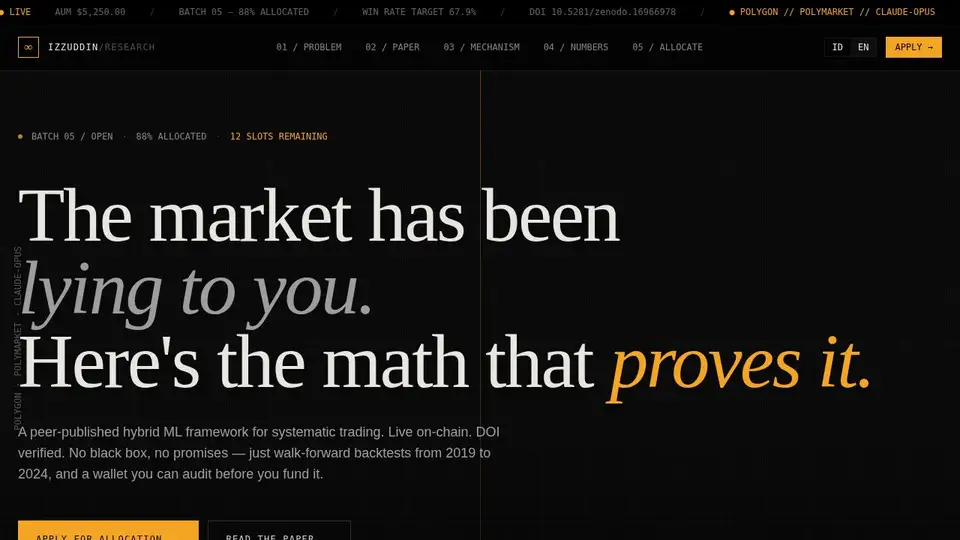 LIVE AUM $5,250.00 / BATCH 05 — 88% ALLOCATED / WIN RATE TARGET 67.9% / DOI 10.5281/zenodo.16966978 / POLYGON // POLYMARKET // CLAUDE-OPUS
∞ IZZUDDIN/RESEARCH 01 / PROBLEM 02 / PAPER 03 / MECHANISM 04 / NUMBERS 05 / ALLOCATE ID EN APPLY →
BATCH 05 / OPEN · 88% ALLOCATED · 12 SLOTS REMAINING
The market has been
lying to you.
Here's the math that proves it.
POLYGON · POLYMARKET · CLAUDE-OPUS
A peer-published hybrid ML framework for systematic trading. Live on-chain. DOI
verified. No black box, no promises — just walk-forward backtests from 2019 to
2024, and a wallet you can audit before you fund it.
APPLY FOR ALLOCATION READ THE PAPER